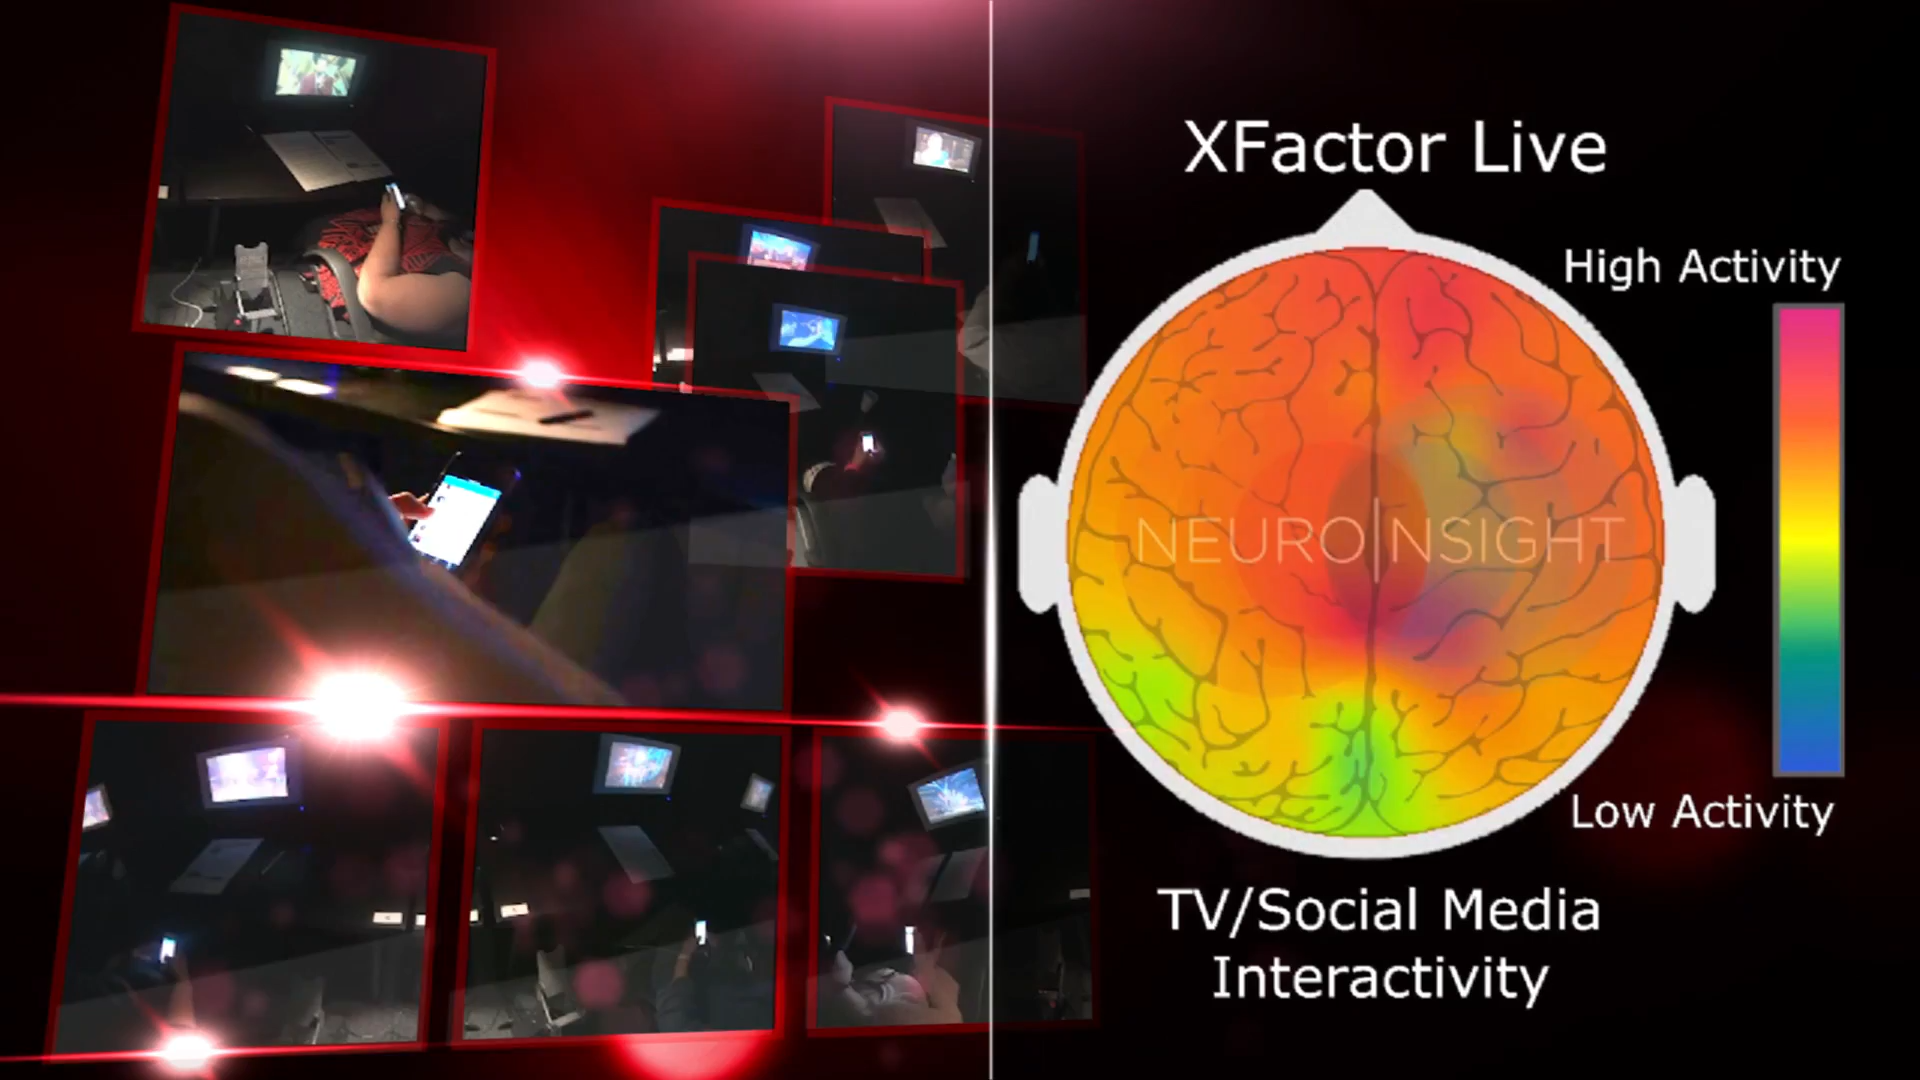 XFactor Live
High Activity
NEURO|NSIGHT
Low Activity
TV/Social Media
Interactivity